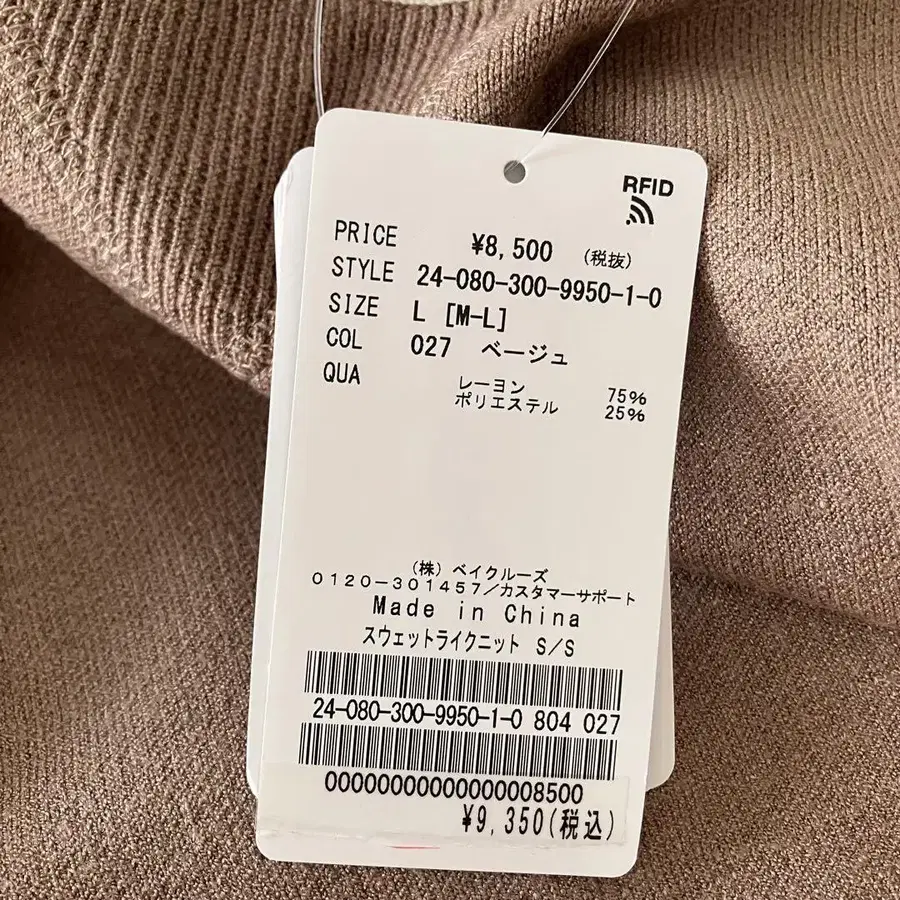 RFID
PRICE ¥8,500 (税抜)
STYLE 24-080-300-9950-1-0
SIZE L [M-L]
COL 027 ベージュ
QUA レーヨン 75%
ポリエステル 25%
(株) ベイクルーズ
0120-301457/カスタマーサポート
Made in China
スウェットライクニット S/S
24-080-300-9950-1-0 804 027
00000000000000008500
¥9,350(税込)